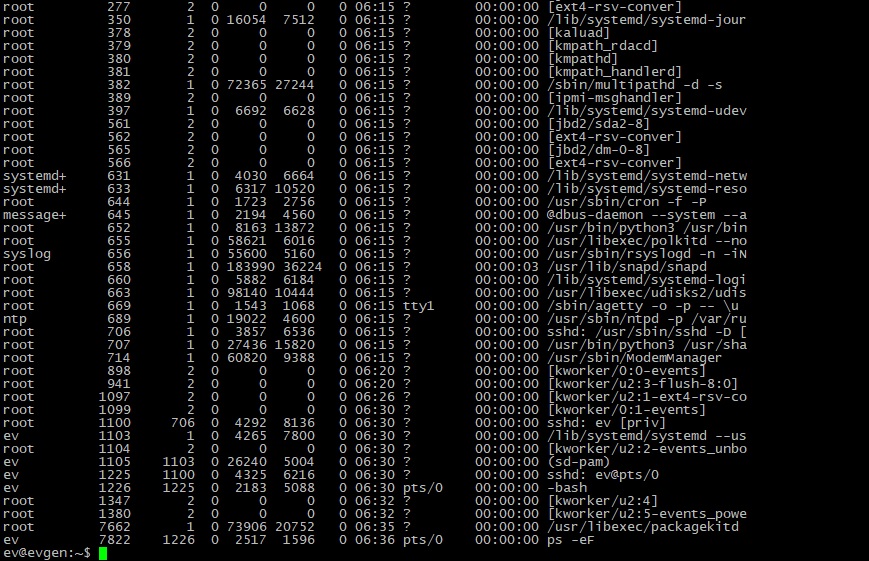 root 277 2 0 0 0 0 06:15 ? 00:00:00 [ext4-rsv-conver]
root 350 1 0 16054 7512 0 06:15 ? 00:00:00 /lib/systemd/systemd-jour
root 378 2 0 0 0 0 06:15 ? 00:00:00 [kaluad]
root 379 2 0 0 0 0 06:15 ? 00:00:00 [kmpath_rdacd]
root 380 2 0 0 0 0 06:15 ? 00:00:00 [kmpathd]
root 381 2 0 0 0 0 06:15 ? 00:00:00 [kmpath_handlerd]
root 382 1 0 72365 27244 0 06:15 ? 00:00:00 /sbin/multipathd -d -s
root 389 2 0 0 0 0 06:15 ? 00:00:00 [jpmi-msghandler]
root 397 1 0 6692 6628 0 06:15 ? 00:00:00 /lib/systemd/systemd-udev
root 561 2 0 0 0 0 06:15 ? 00:00:00 [jbd2/sda2-8]
root 562 2 0 0 0 0 06:15 ? 00:00:00 [ext4-rsv-conver]
root 565 2 0 0 0 0 06:15 ? 00:00:00 [jbd2/dm-0-8]
root 566 2 0 0 0 0 06:15 ? 00:00:00 [ext4-rsv-conver]
systemd+ 631 1 0 4030 6664 0 06:15 ? 00:00:00 /lib/systemd/systemd-netw
systemd+ 633 1 0 6317 10520 0 06:15 ? 00:00:00 /lib/systemd/systemd-reso
root 644 1 0 1723 2756 0 06:15 ? 00:00:00 /usr/sbin/cron -f -P
message+ 645 1 0 2194 4560 0 06:15 ? 00:00:00 @dbus-daemon --system --a
root 652 1 0 8163 13872 0 06:15 ? 00:00:00 /usr/bin/python3 /usr/bin
root 655 1 0 58621 6016 0 06:15 ? 00:00:00 /usr/libexec/polkitd --no
syslog 656 1 0 55600 5160 0 06:15 ? 00:00:00 /usr/sbin/rsyslogd -n -iN
root 658 1 0 183990 36224 0 06:15 ? 00:00:03 /usr/lib/snapd/snapd
root 660 1 0 5882 6184 0 06:15 ? 00:00:00 /lib/systemd/systemd-logi
root 663 1 0 98140 10444 0 06:15 ? 00:00:00 /usr/libexec/udisks2/udis
root 669 1 0 1543 1068 0 06:15 tty1 00:00:00 /sbin/agetty -o -p -- \u
ntp 689 1 0 19022 4600 0 06:15 ? 00:00:00 /usr/sbin/ntpd -p /var/ru
root 706 1 0 3857 6536 0 06:15 ? 00:00:00 sshd: /usr/sbin/sshd -D [
root 707 1 0 27436 15820 0 06:15 ? 00:00:00 /usr/bin/python3 /usr/sha
root 714 1 0 60820 9388 0 06:15 ? 00:00:00 /usr/sbin/ModemManager
root 898 2 0 0 0 0 06:20 ? 00:00:00 [kworker/0:0-events]
root 941 2 0 0 0 0 06:20 ? 00:00:00 [kworker/u2:3-flush-8:0]
root 1097 2 0 0 0 0 06:26 ? 00:00:00 [kworker/u2:1-ext4-rsv-co
root 1099 2 0 0 0 0 06:30 ? 00:00:00 [kworker/0:1-events]
root 1100 706 0 4292 8136 0 06:30 ? 00:00:00 sshd: ev [priv]
ev 1103 1 0 4265 7800 0 06:30 ? 00:00:00 /lib/systemd/systemd --us
root 1104 2 0 0 0 0 06:30 ? 00:00:00 [kworker/u2:2-events_unbo
ev 1105 1103 0 26240 5004 0 06:30 ? 00:00:00 (sd-pam)
ev 1225 1100 0 4325 6216 0 06:30 ? 00:00:00 sshd: ev@pts/0
ev 1226 1225 0 2183 5088 0 06:30 pts/0 00:00:00 -bash
root 1347 2 0 0 0 0 06:32 ? 00:00:00 [kworker/u2:4]
root 1380 2 0 0 0 0 06:32 ? 00:00:00 [kworker/u2:5-events_powe
root 7662 1 0 73906 20752 0 06:35 ? 00:00:00 /usr/libexec/packagekitd
ev 7822 1226 0 2517 1596 0 06:36 pts/0 00:00:00 ps -eF
ev@evgen:~$